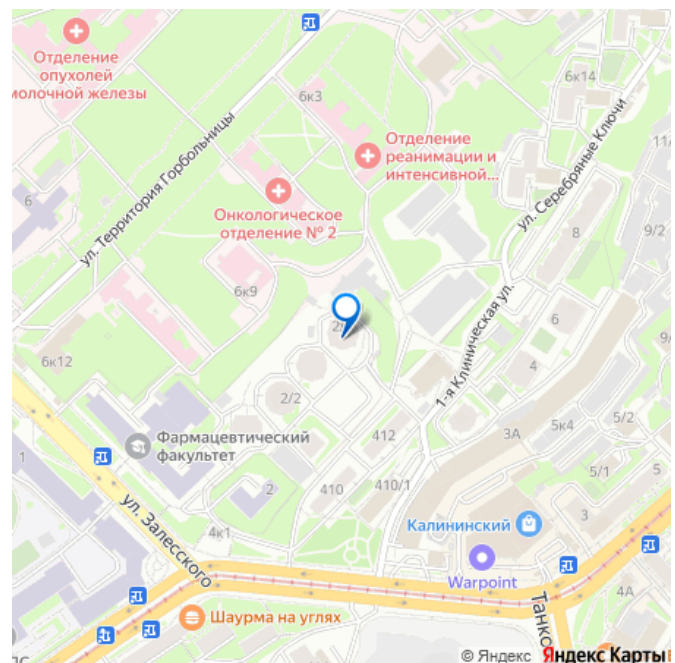 Отделение
опухолей
молочной железы
6к3
6к14
ул. Территория Горбольницы
Отделение
реанимации и
интенсивной...
ул. Серебряные Ключи
6
Онкологическое
отделение № 2
8
9/2
6к9
1-я Клиническая ул.
6
4
6к12
2/2
3А
5к4
5/2
412
Фармацевтический
факультет
1
2
410
410/1
5/1
5
3
ул. Залесского
4к1
Калининский
Warpoint
4А
Шаурма на углях
Танко
© Яндекс Яндекс Карты